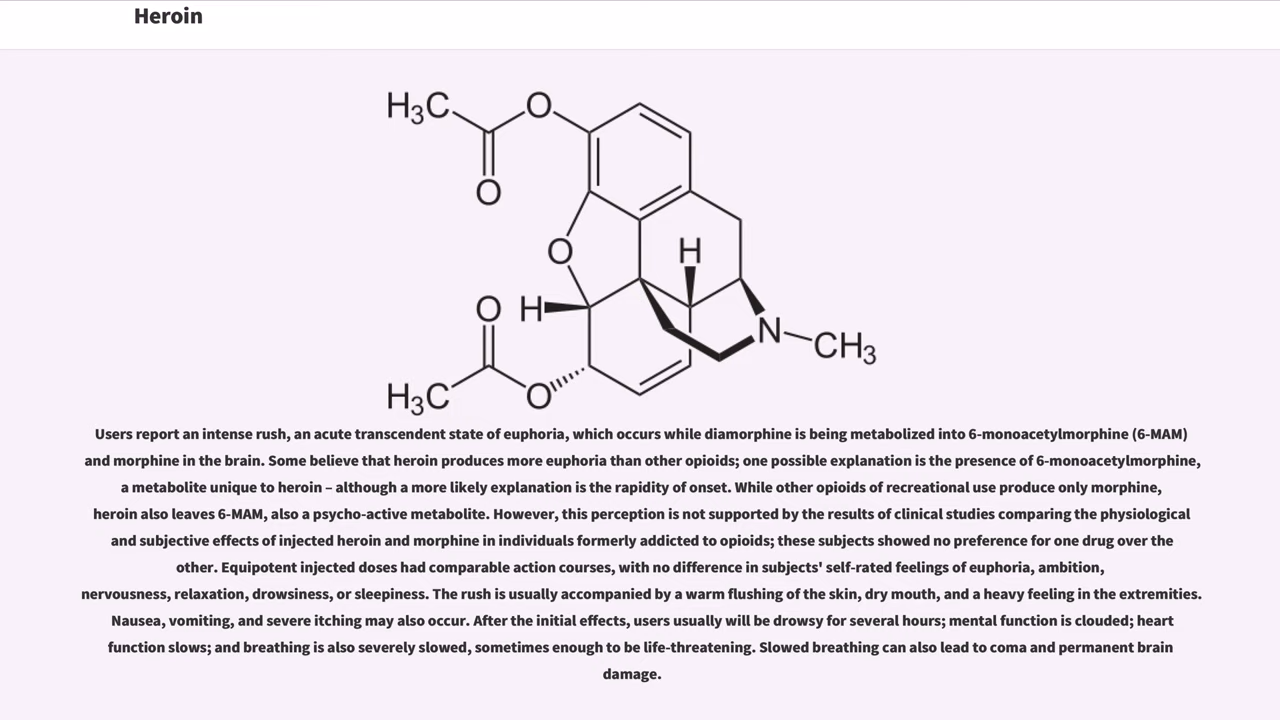 Heroin
H₃C O
O
O H
O H N CH₃
H₃C O
Users report an intense rush, an acute transcendent state of euphoria, which occurs while diamorphine is being metabolized into 6-monoacetylmorphine (6-MAM)
and morphine in the brain. Some believe that heroin produces more euphoria than other opioids; one possible explanation is the presence of 6-monoacetylmorphine,
a metabolite unique to heroin – although a more likely explanation is the rapidity of onset. While other opioids of recreational use produce only morphine,
heroin also leaves 6-MAM, also a psycho-active metabolite. However, this perception is not supported by the results of clinical studies comparing the physiological
and subjective effects of injected heroin and morphine in individuals formerly addicted to opioids; these subjects showed no preference for one drug over the
other. Equipotent injected doses had comparable action courses, with no difference in subjects' self-rated feelings of euphoria, ambition,
nervousness, relaxation, drowsiness, or sleepiness. The rush is usually accompanied by a warm flushing of the skin, dry mouth, and a heavy feeling in the extremities.
Nausea, vomiting, and severe itching may also occur. After the initial effects, users usually will be drowsy for several hours; mental function is clouded; heart
function slows; and breathing is also severely slowed, sometimes enough to be life-threatening. Slowed breathing can also lead to coma and permanent brain
damage.